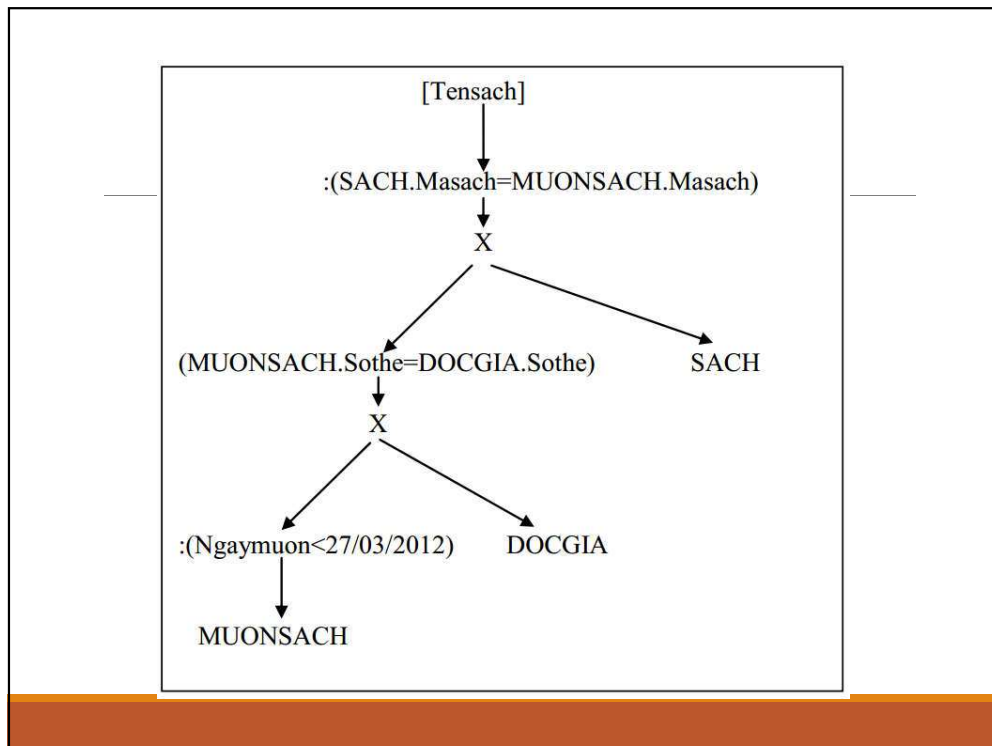 [Tensach]
:(SACH.Masach=MUONSACH.Masach)
X
(MUONSACH.Sothe=DOCGIA.Sothe)
SACH
X
:(Ngaymuon<27/03/2012)
DOCGIA
MUONSACH